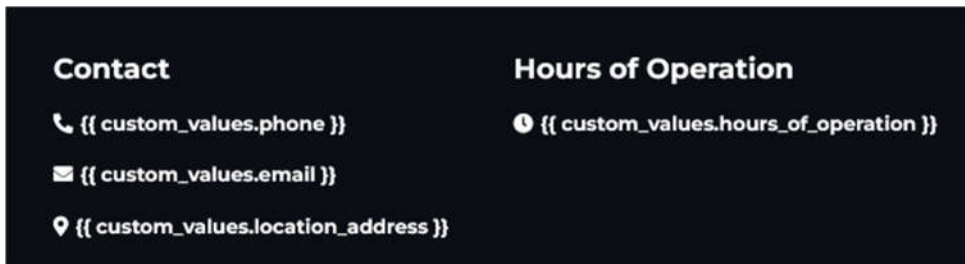 Contact
{{ custom_values.phone }}
{{ custom_values.email }}
{{ custom_values.location_address }}
Hours of Operation
{{ custom_values.hours_of_operation }}